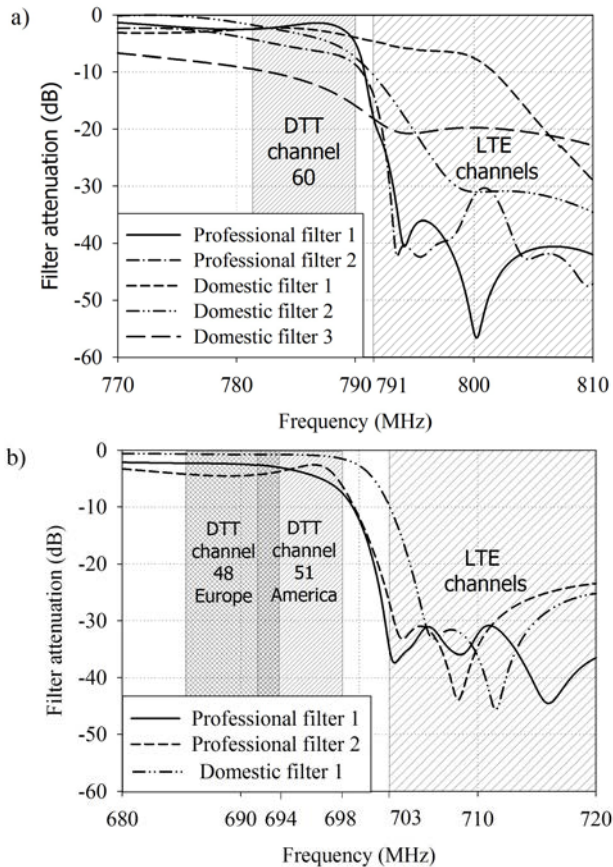 a)
0
-10
-20
-30
-40
-50
-60
Filter attenuation (dB)
DTT
channel
60
LTE
channels
Professional filter 1
Professional filter 2
Domestic filter 1
Domestic filter 2
Domestic filter 3
770
780
790
791
800
810
Frequency (MHz)
b)
0
-10
-20
-30
-40
-50
-60
Filter attenuation (dB)
DTT
channel
48
Europe
DTT
channel
51
America
LTE
channels
Professional filter 1
Professional filter 2
Domestic filter 1
680
690
694
698
703
710
720
Frequency (MHz)